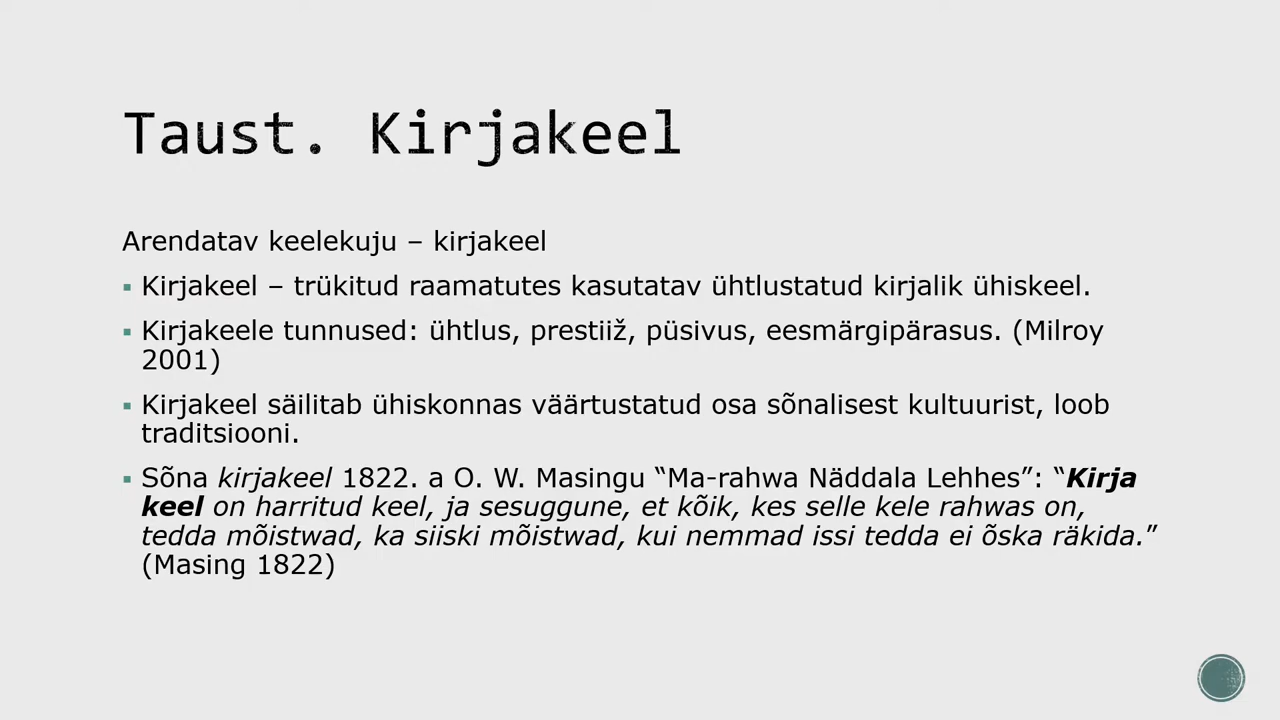 Taust. Kirjakeel
Arendatav keelekuju – kirjakeel
▪ Kirjakeel – trükitud raamatutes kasutatav ühtlustatud kirjalik ühiskeel.
▪ Kirjakeele tunnused: ühtlus, prestiiž, püsivus, eesmärgipärasus. (Milroy
2001)
▪ Kirjakeel säilitab ühiskonnas väärtustatud osa sõnalisest kultuurist, loob
traditsiooni.
▪ Sõna kirjakeel 1822. a O. W. Masingu “Ma-rahwa Näddala Lehhes”: “Kirja
keel on harritud keel, ja sesuggune, et kõik, kes selle kele rahwas on,
tedda mõistwad, ka siiski mõistwad, kui nemmad issi tedda ei õska räkida.”
(Masing 1822)